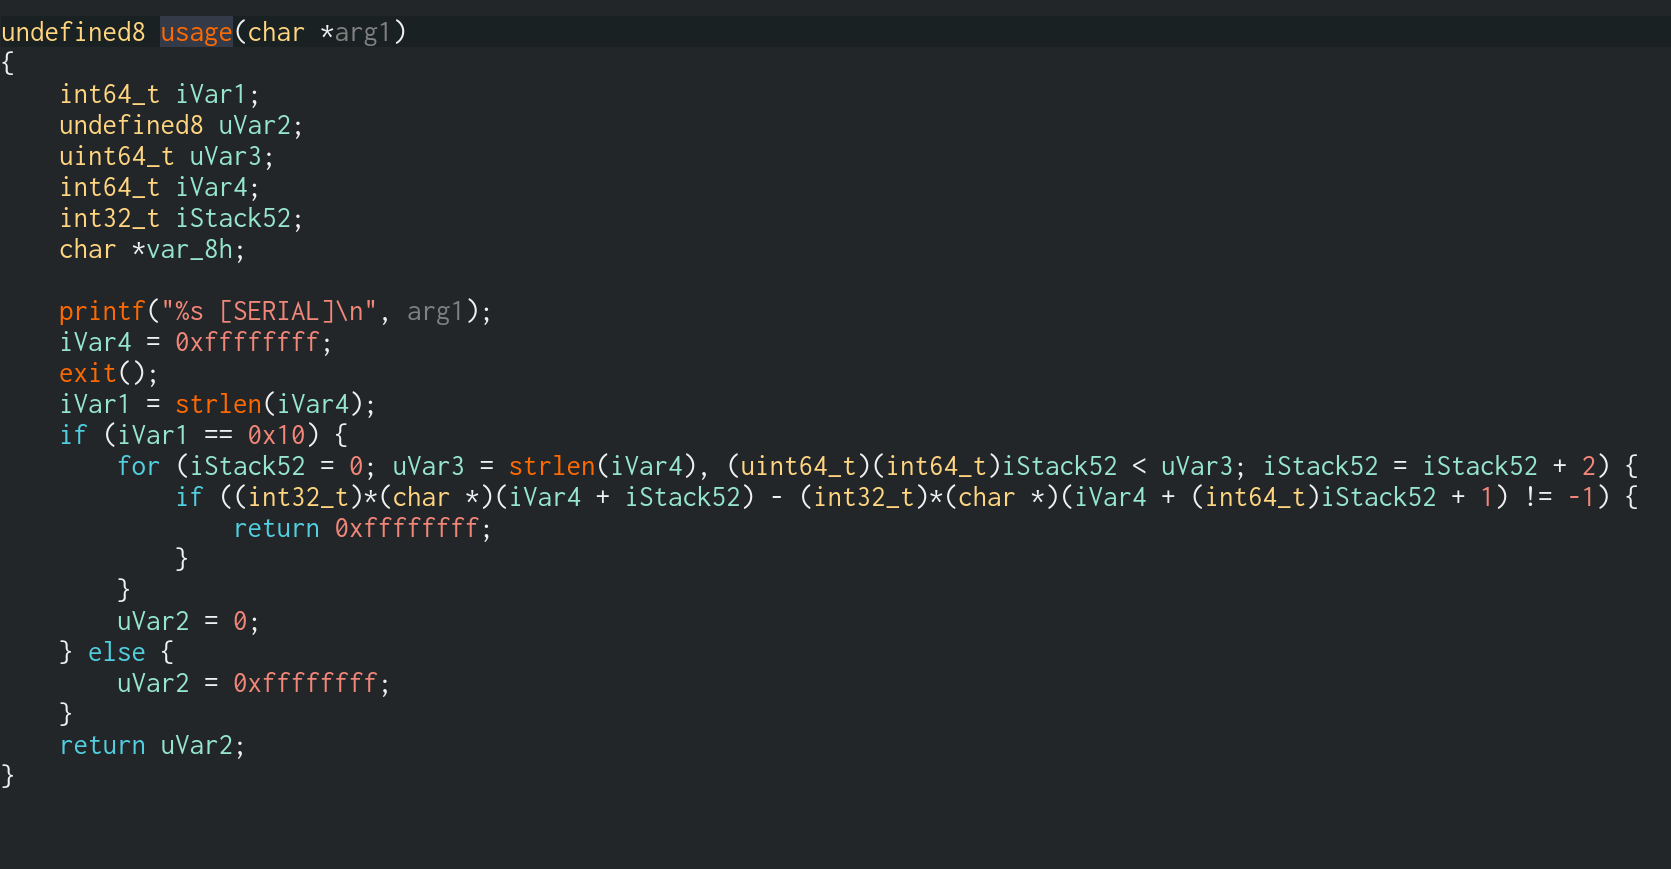 undefined8 usage(char *arg1)
{
    int64_t iVar1;
    undefined8 uVar2;
    uint64_t uVar3;
    int64_t iVar4;
    int32_t iStack52;
    char *var_8h;

    printf("%s [SERIAL]\n", arg1);
    iVar4 = 0xffffffff;
    exit();
    iVar1 = strlen(iVar4);
    if (iVar1 == 0x10) {
        for (iStack52 = 0; uVar3 = strlen(iVar4), (uint64_t)(int64_t)iStack52 < uVar3; iStack52 = iStack52 + 2) {
            if ((int32_t)*(char *)(iVar4 + iStack52) - (int32_t)*(char *)(iVar4 + (int64_t)iStack52 + 1) != -1) {
                return 0xffffffff;
            }
        }
        uVar2 = 0;
    } else {
        uVar2 = 0xffffffff;
    }
    return uVar2;
}